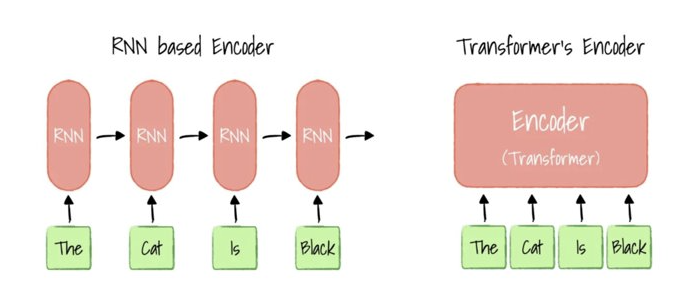 RNN based Encoder
RNN RNN RNN RNN
The Cat Is Black
Transformer's Encoder
Encoder
(Transformer)
The Cat Is Black